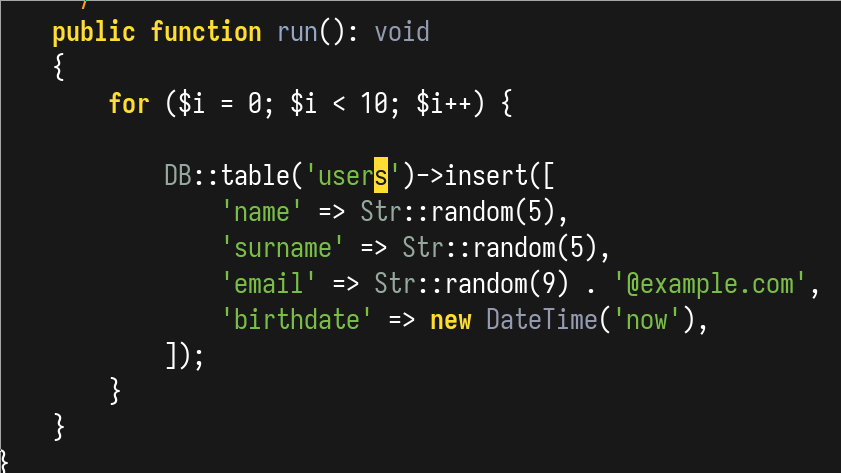 /
public function run(): void
{
for ($i = 0; $i < 10; $i++) {
DB::table('users')->insert([
'name' => Str::random(5),
'surname' => Str::random(5),
'email' => Str::random(9) . '@example.com',
'birthdate' => new DateTime('now'),
]);
}
}
}